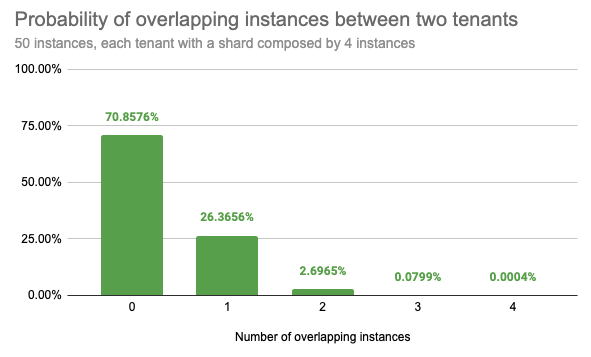 Probability of overlapping instances between two tenants
50 instances, each tenant with a shard composed by 4 instances
100.00%
75.00%
50.00%
25.00%
0.00%
70.8576%
26.3656%
2.6965%
0.0799%
0.0004%
0 1 2 3 4
Number of overlapping instances